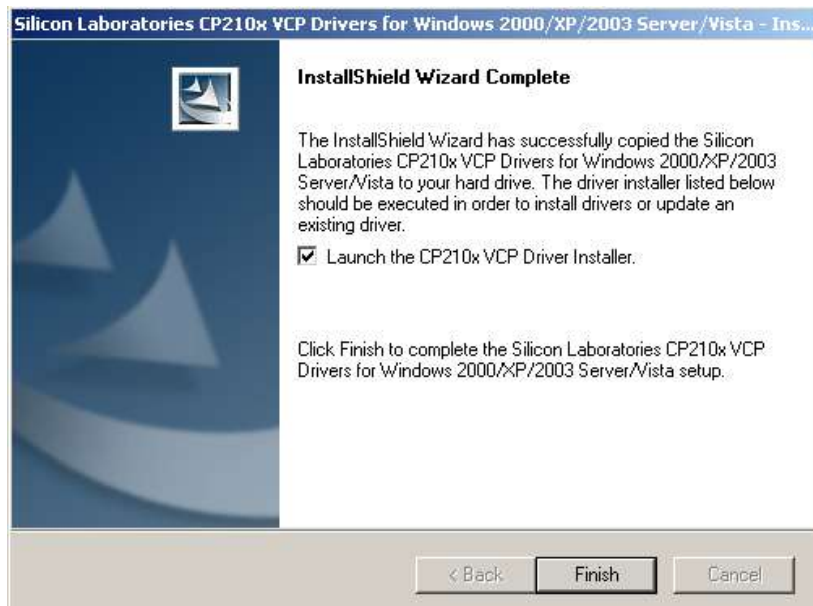 Silicon Laboratories CP210x VCP Drivers for Windows 2000/XP/2003 Server/Vista - Ins...
InstallShield Wizard Complete
The InstallShield Wizard has successfully copied the Silicon
Laboratories CP210x VCP Drivers for Windows 2000/XP/2003
Server/Vista to your hard drive. The driver installer listed below
should be executed in order to install drivers or update an
existing driver.
Launch the CP210x VCP Driver Installer.
Click Finish to complete the Silicon Laboratories CP210x VCP
Drivers for Windows 2000/XP/2003 Server/Vista setup.
< Back
Finish
Cancel